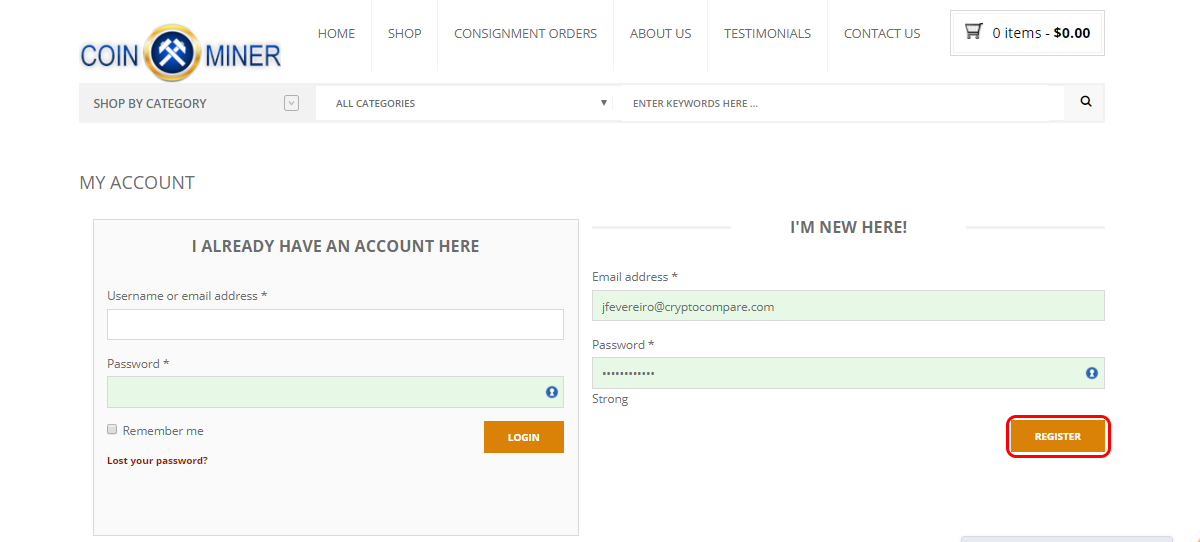 COIN MINER
HOME
SHOP
CONSIGNMENT ORDERS
ABOUT US
TESTIMONIALS
CONTACT US
0 items - $0.00
SHOP BY CATEGORY
ALL CATEGORIES
ENTER KEYWORDS HERE ...
MY ACCOUNT
I ALREADY HAVE AN ACCOUNT HERE
Username or email address *
Password *
Remember me
LOGIN
Lost your password?
I'M NEW HERE!
Email address *
jfevereiro@cryptocompare.com
Password *
••••••••••••
Strong
REGISTER